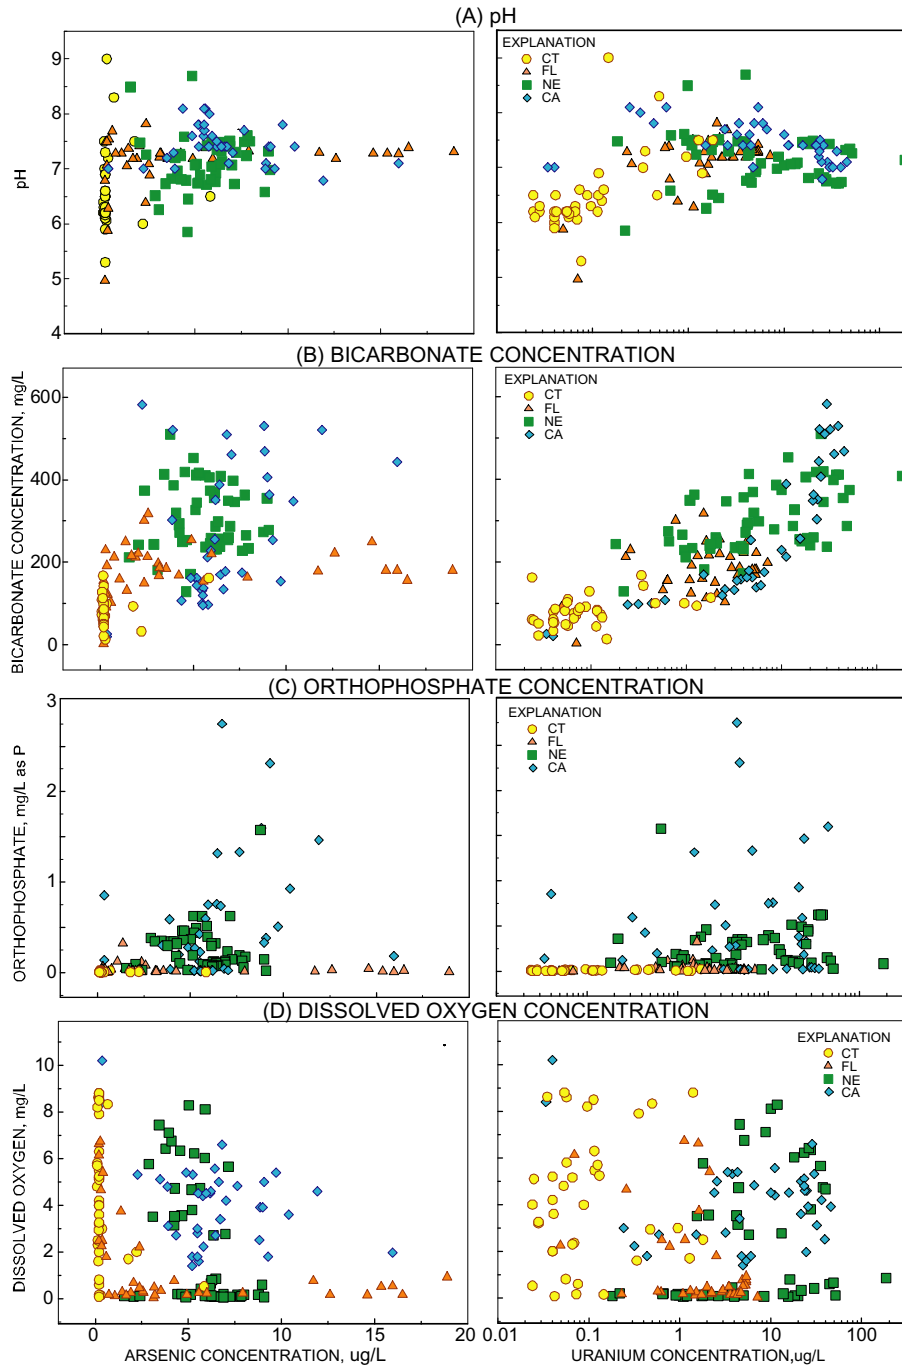 (A) pH
9
8
7
6
5
4
pH
EXPLANATION
CT
FL
NE
CA
(B) BICARBONATE CONCENTRATION
600
400
200
0
BICARBONATE CONCENTRATION, mg/L
EXPLANATION
CT
FL
NE
CA
(C) ORTHOPHOSPHATE CONCENTRATION
3
2
1
0
ORTHOPHOSPHATE, mg/L as P
EXPLANATION
CT
FL
NE
CA
(D) DISSOLVED OXYGEN CONCENTRATION
10
8
6
4
2
0
DISSOLVED OXYGEN, mg/L
EXPLANATION
CT
FL
NE
CA
0 5 10 15 20
0.01 0.1 1 10 100
ARSENIC CONCENTRATION, ug/L
URANIUM CONCENTRATION,ug/L